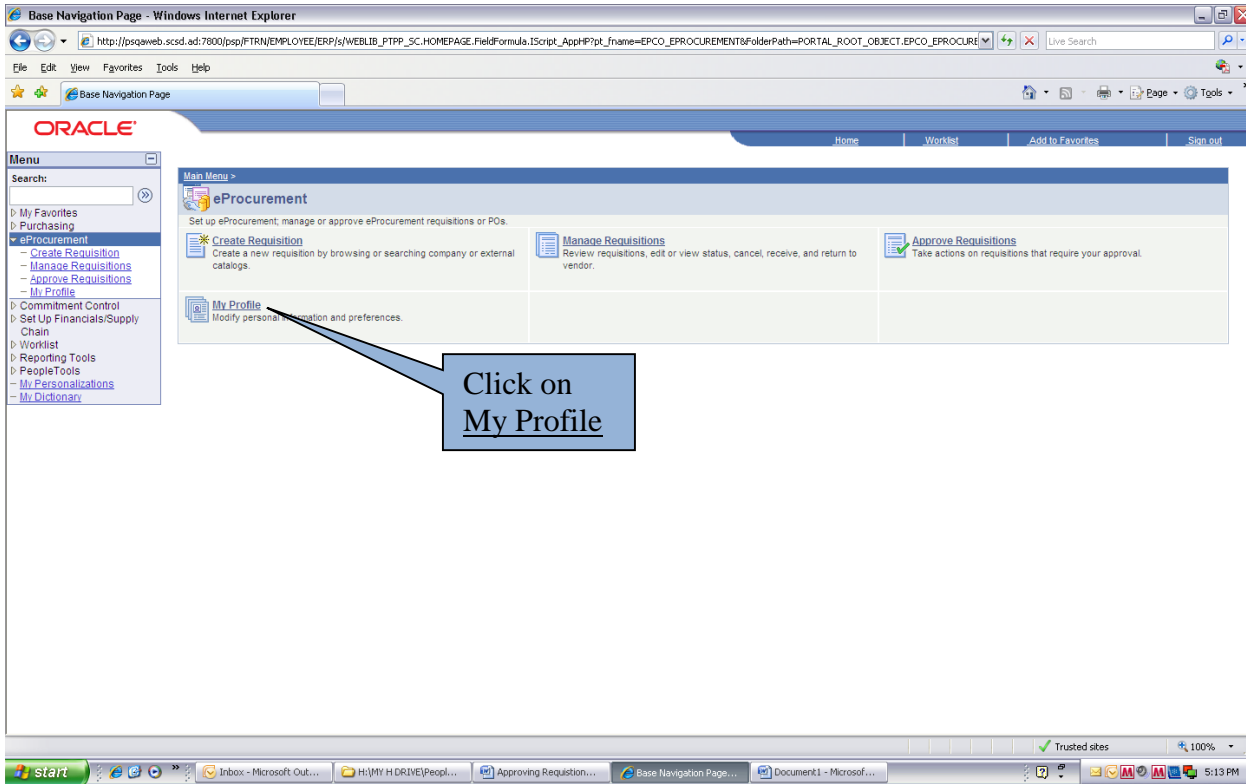 Base Navigation Page - Windows Internet Explorer
http://psqaweb.scsd.ad:7800/psp/FTRN/EMPLOYEE/ERP/s/WEBLIB_PTPP_SC.HOMEPAGE.FieldFormula.IScript_AppHP?pt_fname=EPCO_EPROCUREMENT&FolderPath=PORTAL_ROOT_OBJECT.EPCO_EPROCURE
Live Search
File Edit View Favorites Tools Help
Base Navigation Page
Page Tools
ORACLE
Home Worklist Add to Favorites Sign out
Menu
Search:
My Favorites
Purchasing
eProcurement
– Create Requisition
– Manage Requisitions
– Approve Requisitions
– My Profile
Commitment Control
Set Up Financials/Supply
Chain
Worklist
Reporting Tools
PeopleTools
– My Personalizations
– My Dictionary
Main Menu >
eProcurement
Set up eProcurement; manage or approve eProcurement requisitions or POs.
Create Requisition
Create a new requisition by browsing or searching company or external
catalogs.
Manage Requisitions
Review requisitions, edit or view status, cancel, receive, and return to
vendor.
Approve Requisitions
Take actions on requisitions that require your approval.
My Profile
Modify personal information and preferences.
Click on
My Profile
Trusted sites 100%
start Inbox - Microsoft Out... H:\MY H DRIVE\Peopl... Approving Requistion... Base Navigation Page... Document1 - Microsof... 5:13 PM